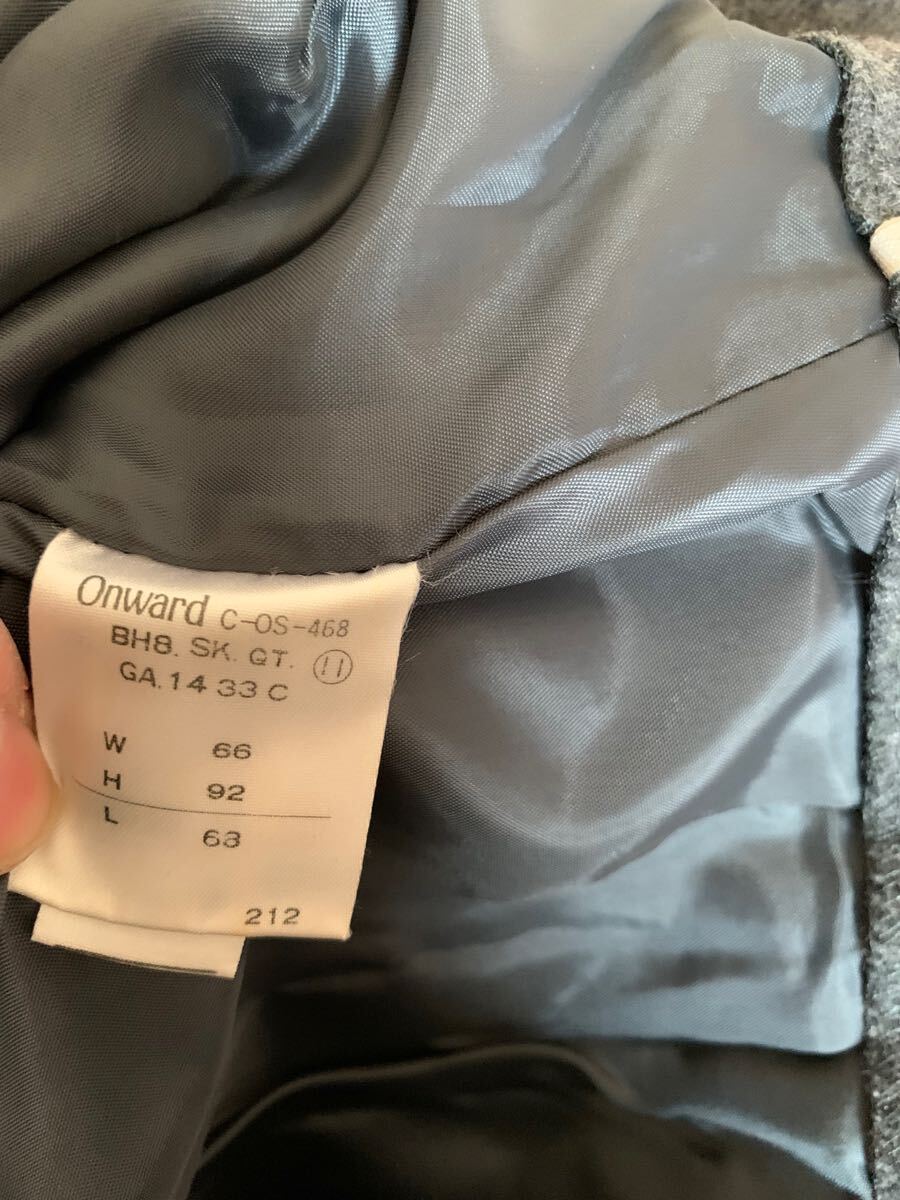 Onward C-OS-468
BH8. SK. GT. 11
GA. 14 33 C
W 66
H 92
L 63
212